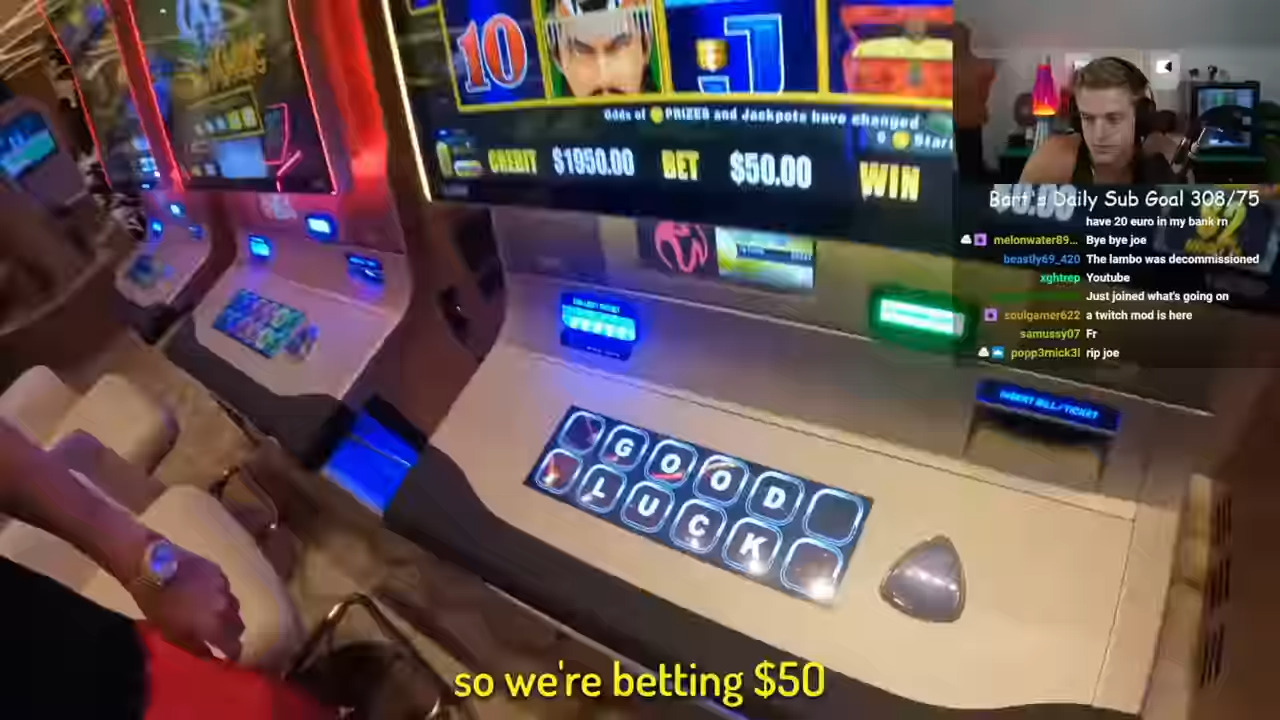 10
J
Odds of PRIZES and Jackpots have changed
CREDIT $1950.00 BET $50.00 WIN
INSERT BILL/TICKET
GOOD
LUCK
Bart's Daily Sub Goal 308/75
have 20 euro in my bank rn
melonwater89... Bye bye joe
beastly69_420 The lambo was decommissioned
xghtrep Youtube
Just joined what's going on
soulgamer622 a twitch mod is here
samussy07 Fr
popp3rnick3l rip joe
so we're betting $50